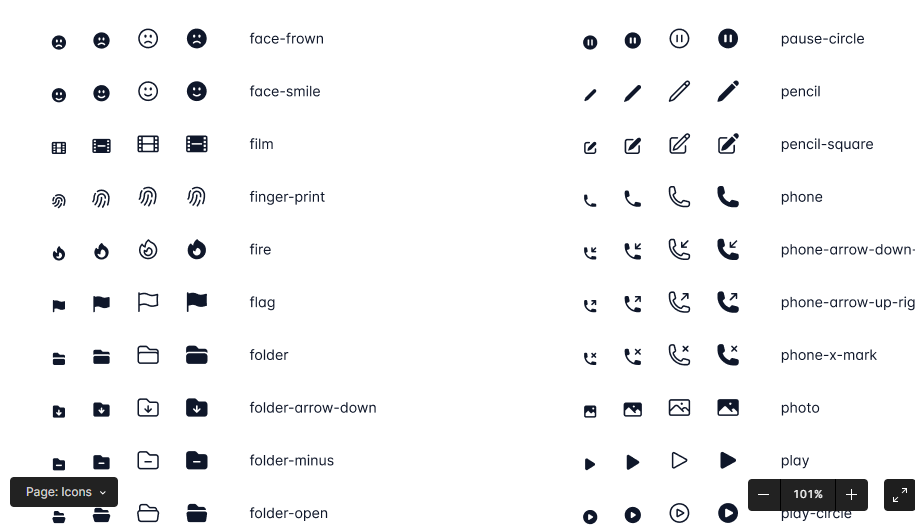 face-frown
face-smile
film
finger-print
fire
flag
folder
folder-arrow-down
folder-minus
folder-open
pause-circle
pencil
pencil-square
phone
phone-arrow-down-
phone-arrow-up-rig
phone-x-mark
photo
play
play-circle
Page: Icons
101%